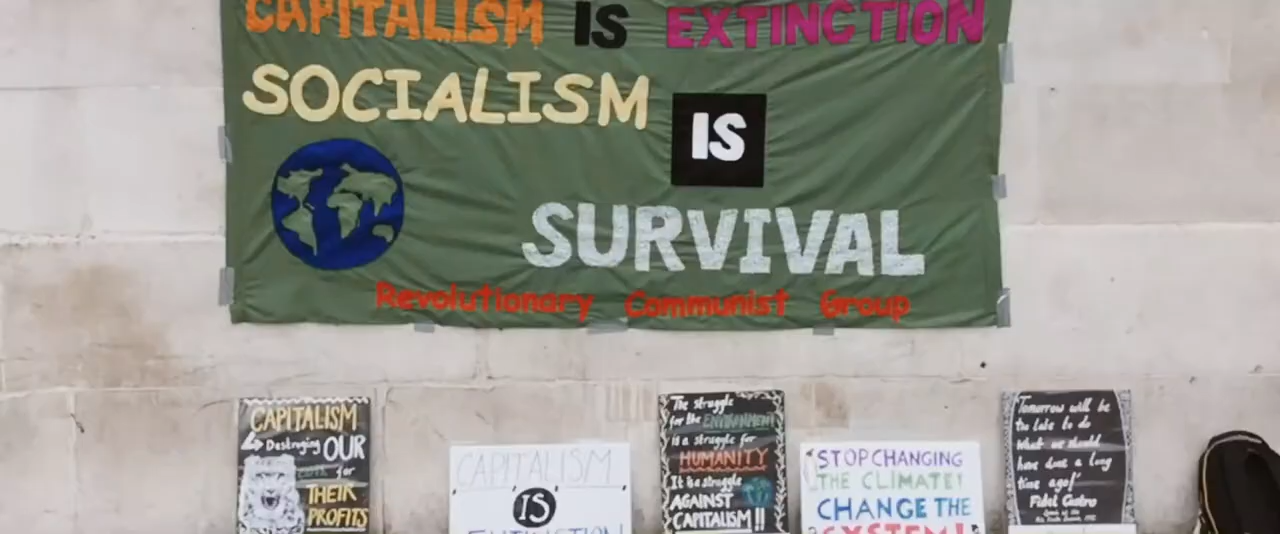 CAPITALISM IS EXTINCTION
SOCIALISM
IS
SURVIVAL
Revolutionary Communist Group
CAPITALISM
Destroying OUR
for
THEIR
PROFITS
CAPITALISM
IS
EXTINCTION
The struggle
for the ENVIRONMENT
is a struggle for
HUMANITY
It is a struggle
AGAINST
CAPITALISM!!
STOP CHANGING
THE CLIMATE!
CHANGE THE
SYSTEM!
"Tomorrow will be
too late to do
what we should
have done a long
time ago"
Fidel Castro